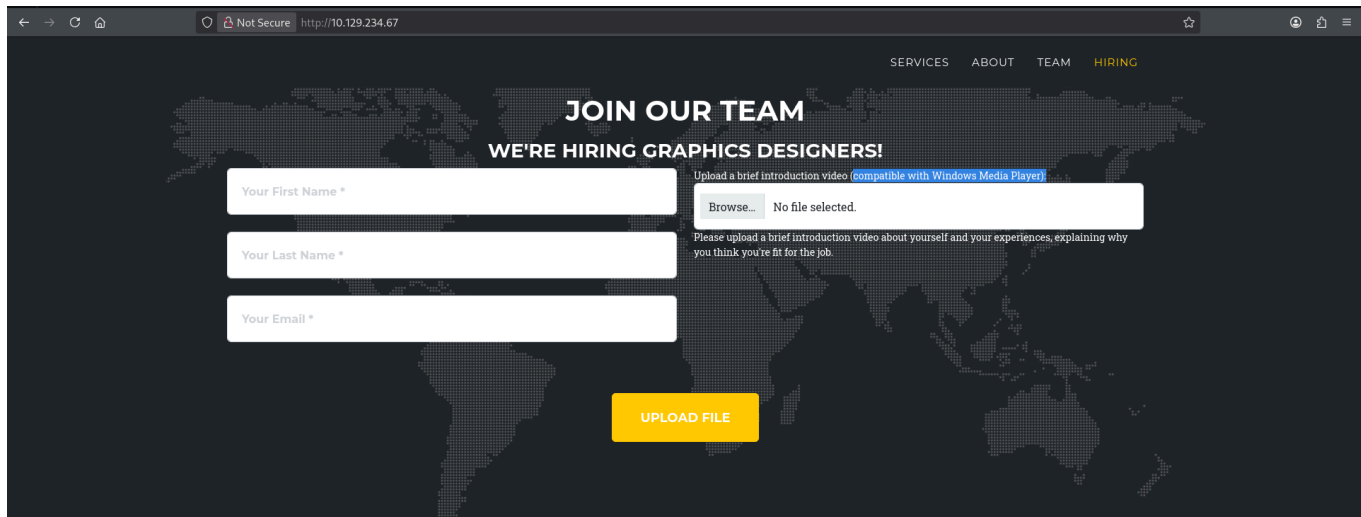 Not Secure http://10.129.234.67
SERVICES ABOUT TEAM HIRING
JOIN OUR TEAM
WE'RE HIRING GRAPHICS DESIGNERS!
Your First Name *
Your Last Name *
Your Email *
Upload a brief introduction video (compatible with Windows Media Player):
Browse... No file selected.
Please upload a brief introduction video about yourself and your experiences, explaining why
you think you're fit for the job.
UPLOAD FILE